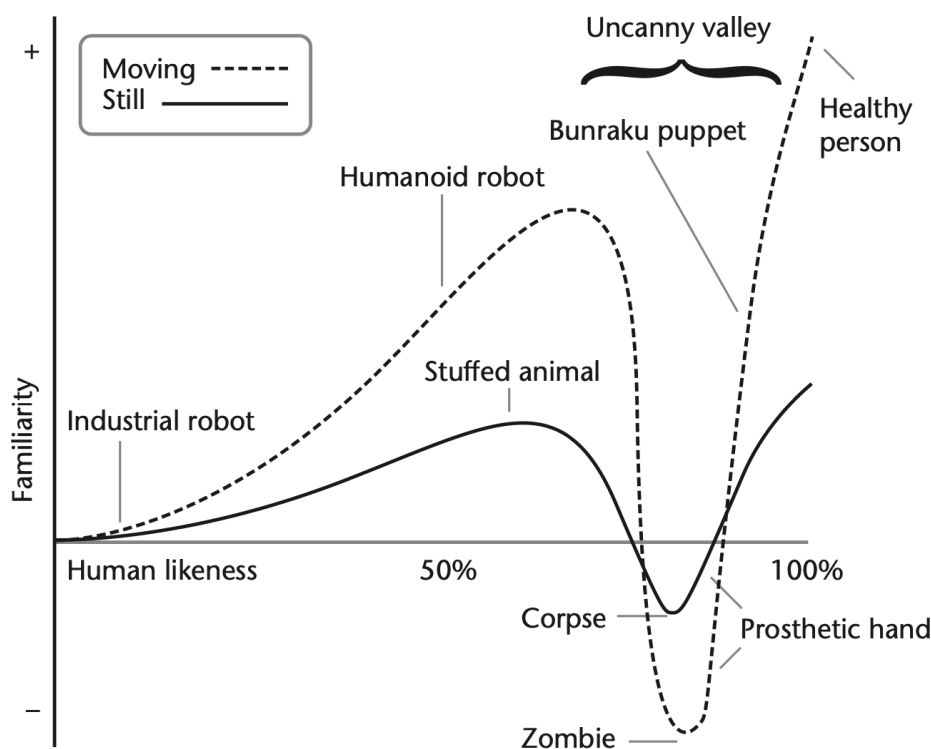 +
Uncanny valley
Moving
Still
Healthy
person
Bunraku puppet
Humanoid robot
Stuffed animal
Industrial robot
Familiarity
Human likeness
50%
100%
Corpse
Prosthetic hand
–
Zombie